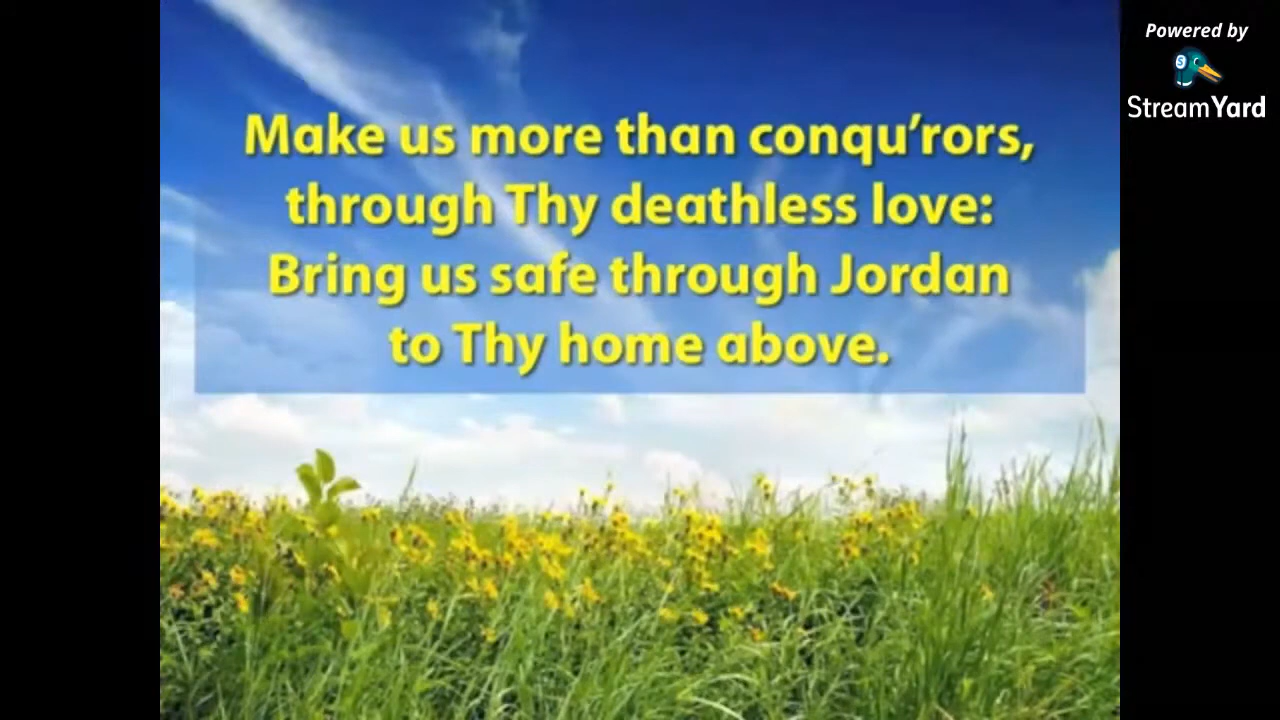 Make us more than conqu’rors,
through Thy deathless love:
Bring us safe through Jordan
to Thy home above.
Powered by
StreamYard